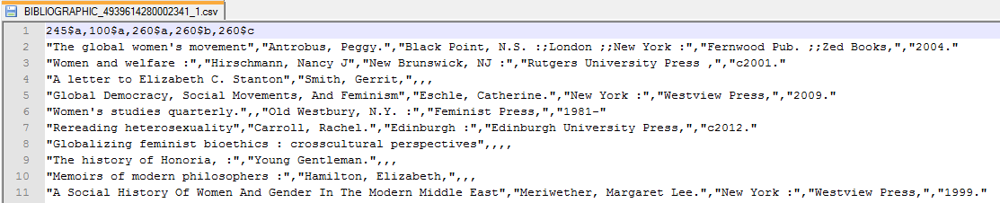 BIBLIOGRAPHIC_4939614280002341_1.csv
1 245$a,100$a,260$a,260$b,260$c
2 "The global women's movement","Antrobus, Peggy.","Black Point, N.S. :;London ;;New York :","Fernwood Pub. ;;Zed Books,","2004."
3 "Women and welfare :","Hirschmann, Nancy J","New Brunswick, NJ :","Rutgers University Press ,","c2001."
4 "A letter to Elizabeth C. Stanton","Smith, Gerrit,",,,
5 "Global Democracy, Social Movements, And Feminism","Eschle, Catherine.","New York :","Westview Press,","2009."
6 "Women's studies quarterly.",,"Old Westbury, N.Y. :","Feminist Press,","1981-"
7 "Rereading heterosexuality","Carroll, Rachel.","Edinburgh :","Edinburgh University Press,","c2012."
8 "Globalizing feminist bioethics : crosscultural perspectives",,,,
9 "The history of Honoria, :","Young Gentleman.",,,
10 "Memoirs of modern philosophers :","Hamilton, Elizabeth,",,,
11 "A Social History Of Women And Gender In The Modern Middle East","Meriwether, Margaret Lee.","New York :","Westview Press,","1999."